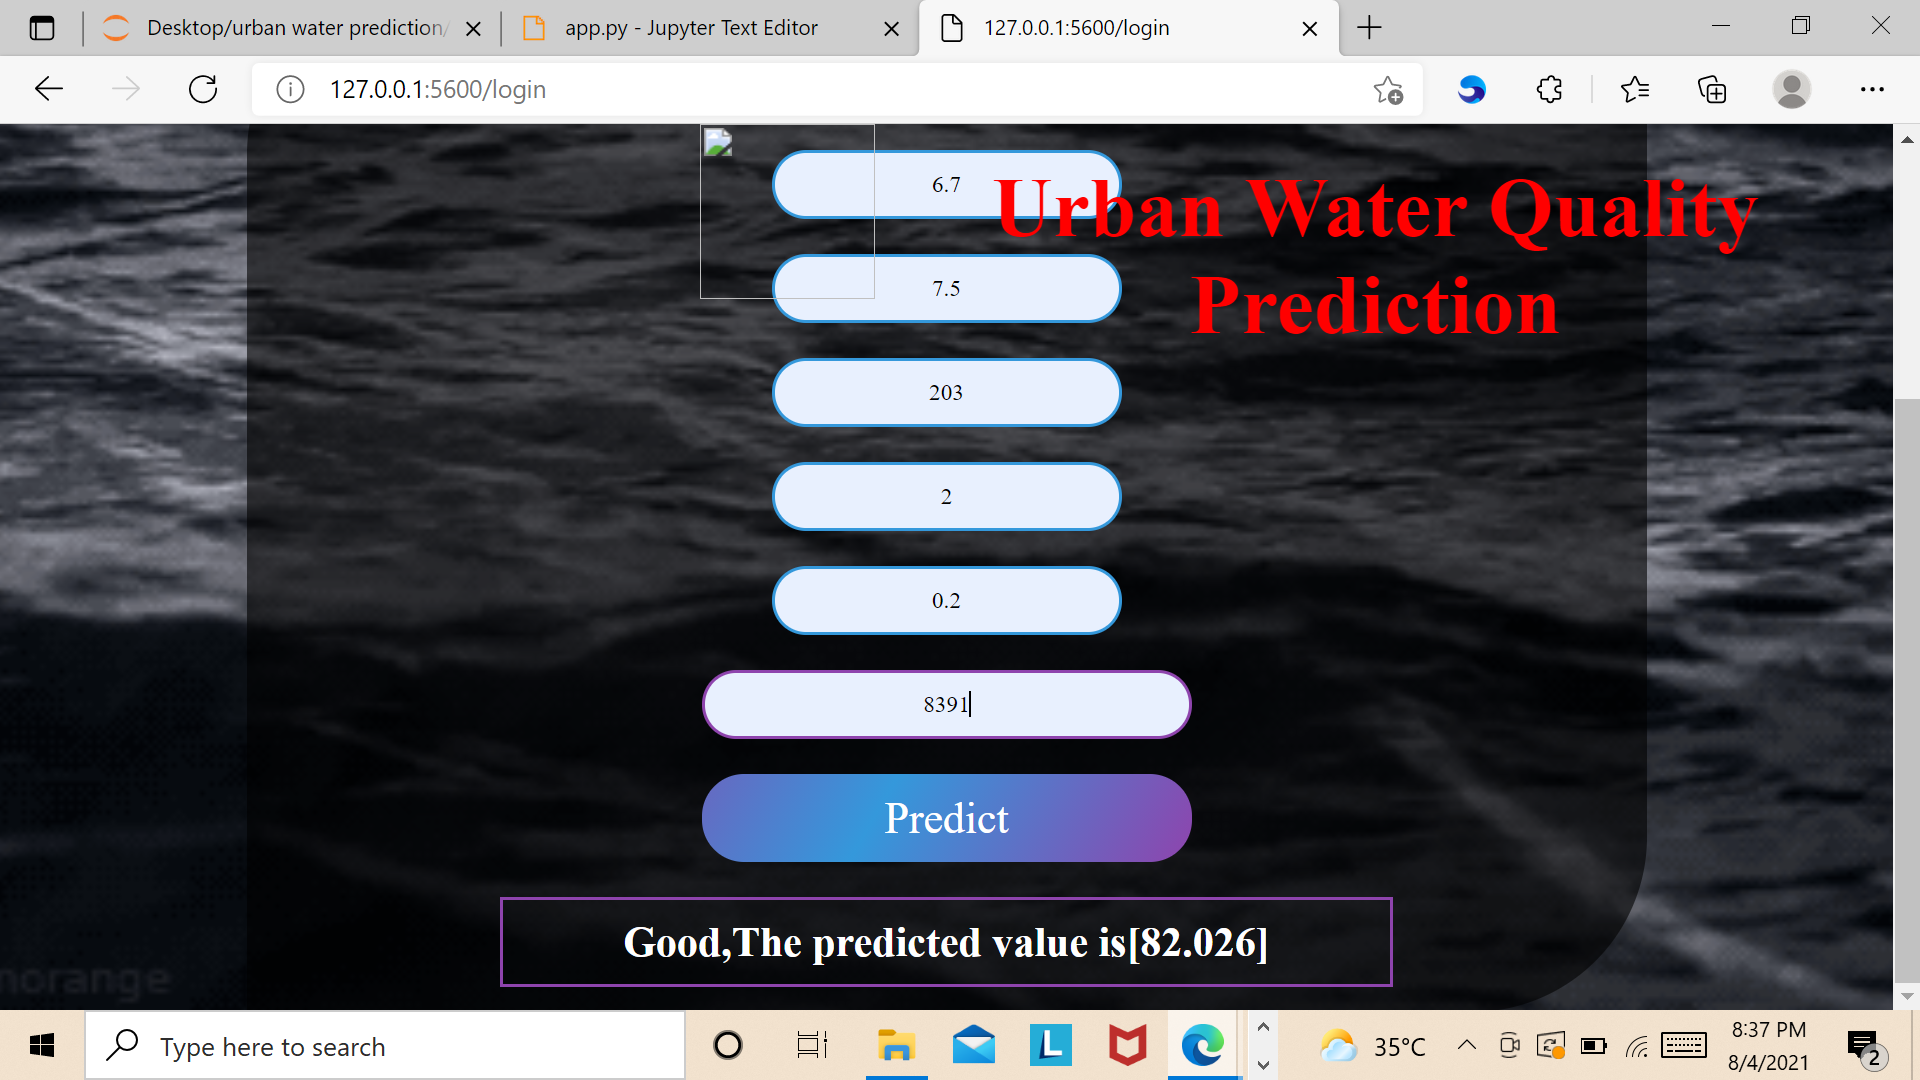 Desktop/urban water prediction/
app.py - Jupyter Text Editor
127.0.0.1:5600/login
127.0.0.1:5600/login
Urban Water Quality
Prediction
6.7
7.5
203
2
0.2
8391
Predict
Good,The predicted value is[82.026]
norange
Type here to search
L
35°C
8:37 PM
8/4/2021
2